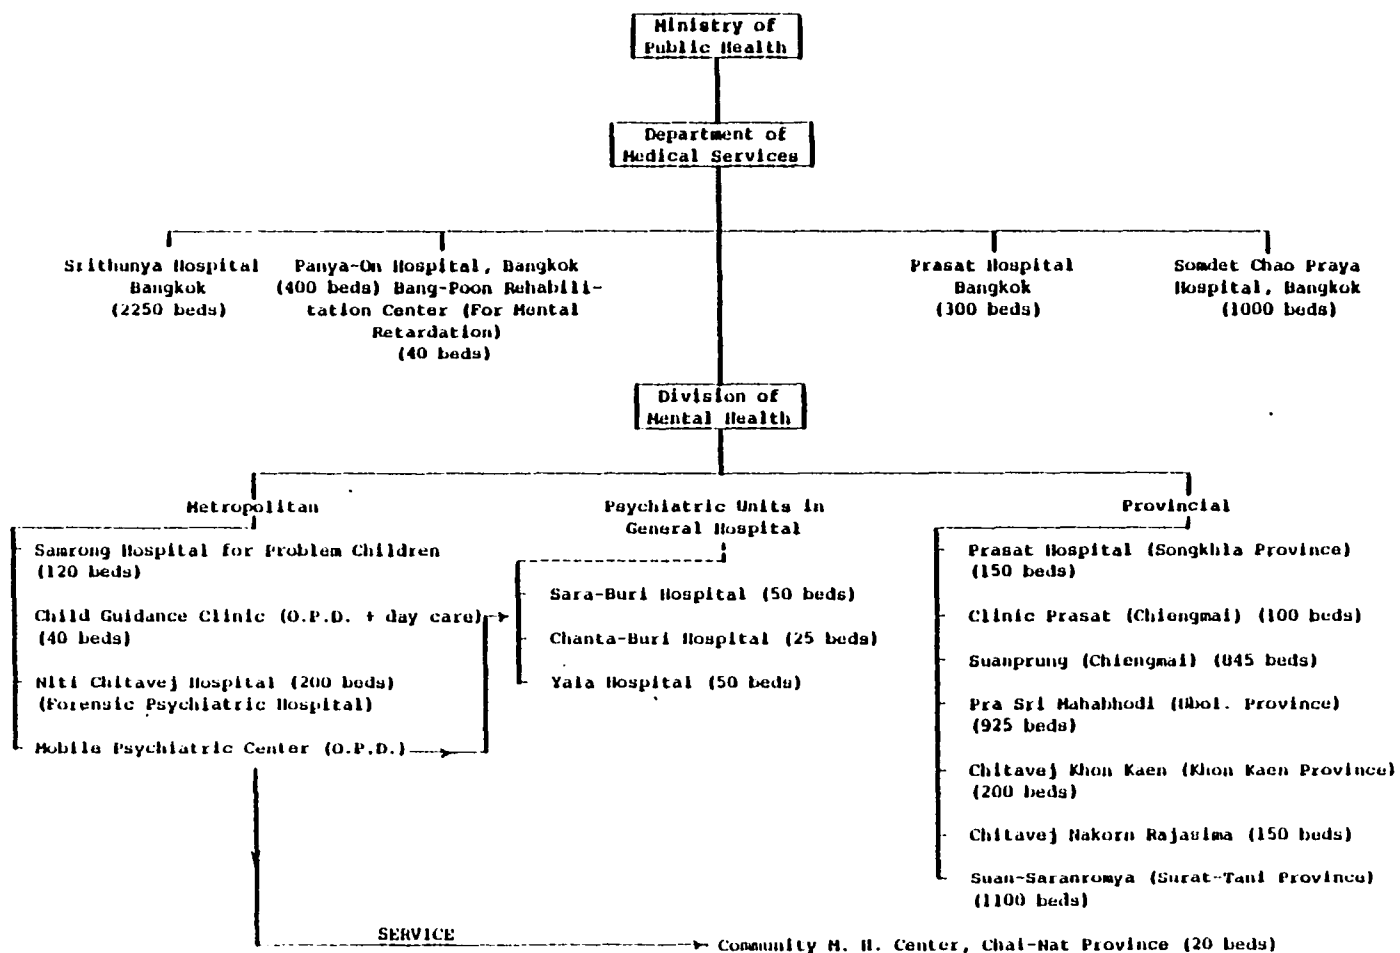 Ministry of
Public Health
Department of
Medical Services
Srithunya Hospital
Bangkok
(2250 beds)
Panya-On Hospital, Bangkok
(400 beds) Bang-Poon Rehabili-
tation Center (For Mental
Retardation)
(40 beds)
Prasat Hospital
Bangkok
(300 beds)
Somdet Chao Praya
Hospital, Bangkok
(1000 beds)
Division of
Mental Health
Metropolitan
Samrong Hospital for Problem Children
(120 beds)
Child Guidance Clinic (O.P.D. + day care)
(40 beds)
Niti Chitavej Hospital (200 beds)
(Forensic Psychiatric Hospital)
Mobile Psychiatric Center (O.P.D.)
Psychiatric Units in
General Hospital
Sara-Buri Hospital (50 beds)
Chanta-Buri Hospital (25 beds)
Yala Hospital (50 beds)
Provincial
Prasat Hospital (Songkhla Province)
(150 beds)
Clinic Prasat (Chiengmai) (100 beds)
Suanprung (Chiengmai) (845 beds)
Pra Sri Mahabhodi (Ubol. Province)
(925 beds)
Chitavej Khon Kaen (Khon Kaen Province)
(200 beds)
Chitavej Nakorn Rajasima (150 beds)
Suan-Saranromya (Surat-Tani Province)
(1100 beds)
SERVICE
Community M. H. Center, Chai-Nat Province (20 beds)